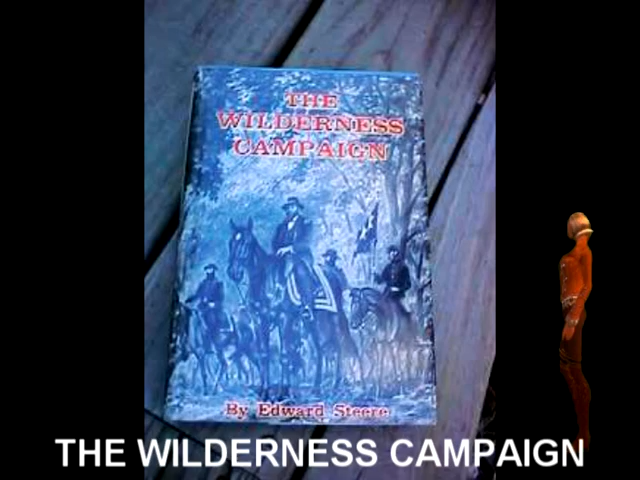 THE
WILDERNESS
CAMPAIGN
By Edward Steere
THE WILDERNESS CAMPAIGN